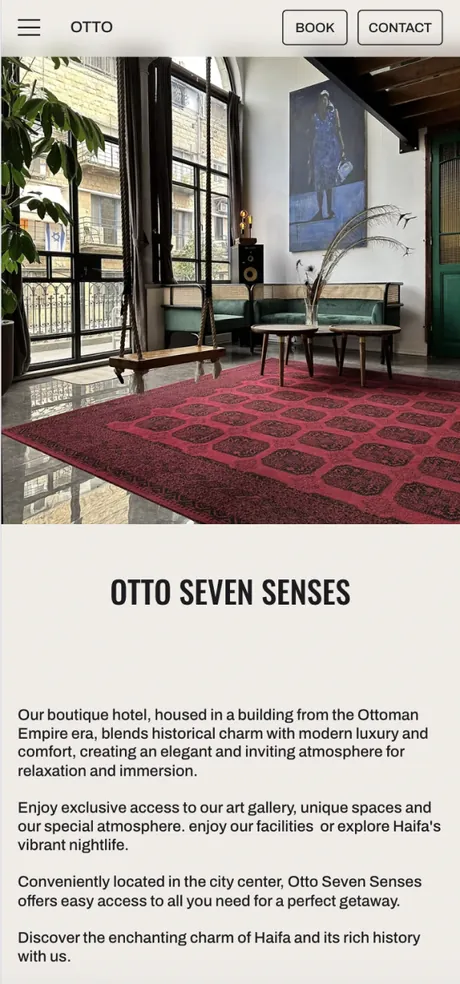 OTTO
BOOK
CONTACT
OTTO SEVEN SENSES
Our boutique hotel, housed in a building from the Ottoman
Empire era, blends historical charm with modern luxury and
comfort, creating an elegant and inviting atmosphere for
relaxation and immersion.
Enjoy exclusive access to our art gallery, unique spaces and
our special atmosphere. enjoy our facilities  or explore Haifa's
vibrant nightlife.
Conveniently located in the city center, Otto Seven Senses
offers easy access to all you need for a perfect getaway.
Discover the enchanting charm of Haifa and its rich history
with us.